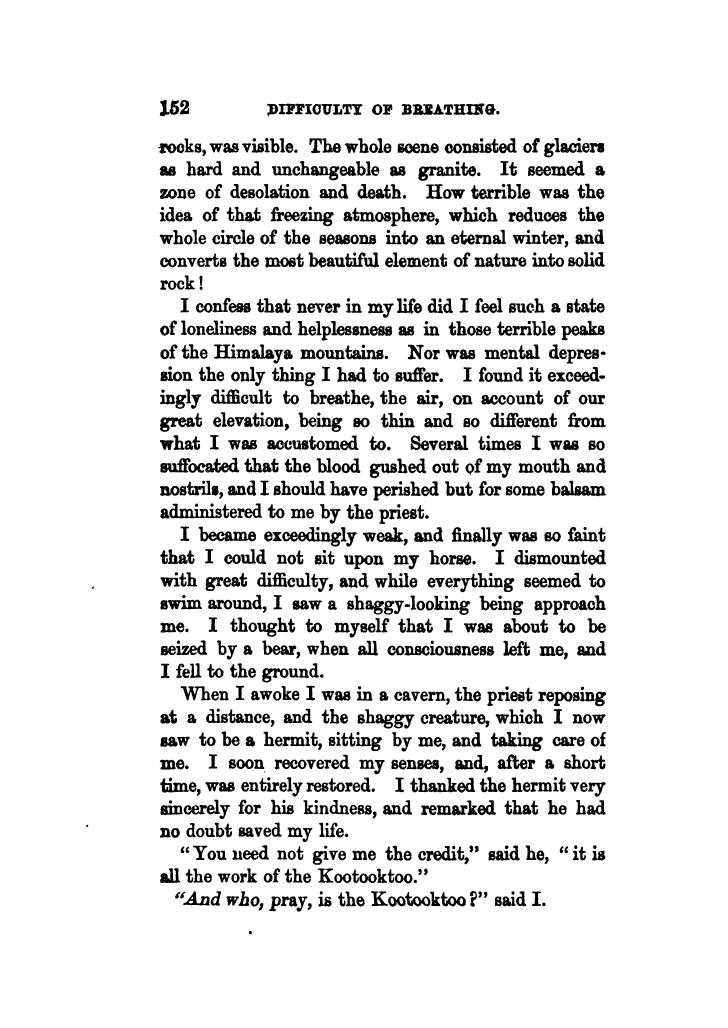 152 DIFFICULTY OF BREATHING.
rocks, was visible. The whole scene consisted of glaciers
as hard and unchangeable as granite. It seemed a
zone of desolation and death. How terrible was the
idea of that freezing atmosphere, which reduces the
whole circle of the seasons into an eternal winter, and
converts the most beautiful element of nature into solid
rock!
I confess that never in my life did I feel such a state
of loneliness and helplessness as in those terrible peaks
of the Himalaya mountains. Nor was mental depres-
sion the only thing I had to suffer. I found it exceed-
ingly difficult to breathe, the air, on account of our
great elevation, being so thin and so different from
what I was accustomed to. Several times I was so
suffocated that the blood gushed out of my mouth and
nostrils, and I should have perished but for some balsam
administered to me by the priest.
I became exceedingly weak, and finally was so faint
that I could not sit upon my horse. I dismounted
with great difficulty, and while everything seemed to
swim around, I saw a shaggy-looking being approach
me. I thought to myself that I was about to be
seized by a bear, when all consciousness left me, and
I fell to the ground.
When I awoke I was in a cavern, the priest reposing
at a distance, and the shaggy creature, which I now
saw to be a hermit, sitting by me, and taking care of
me. I soon recovered my senses, and, after a short
time, was entirely restored. I thanked the hermit very
sincerely for his kindness, and remarked that he had
no doubt saved my life.
"You need not give me the credit," said he, "it is
all the work of the Kootooktoo."
"And who, pray, is the Kootooktoo?" said I.